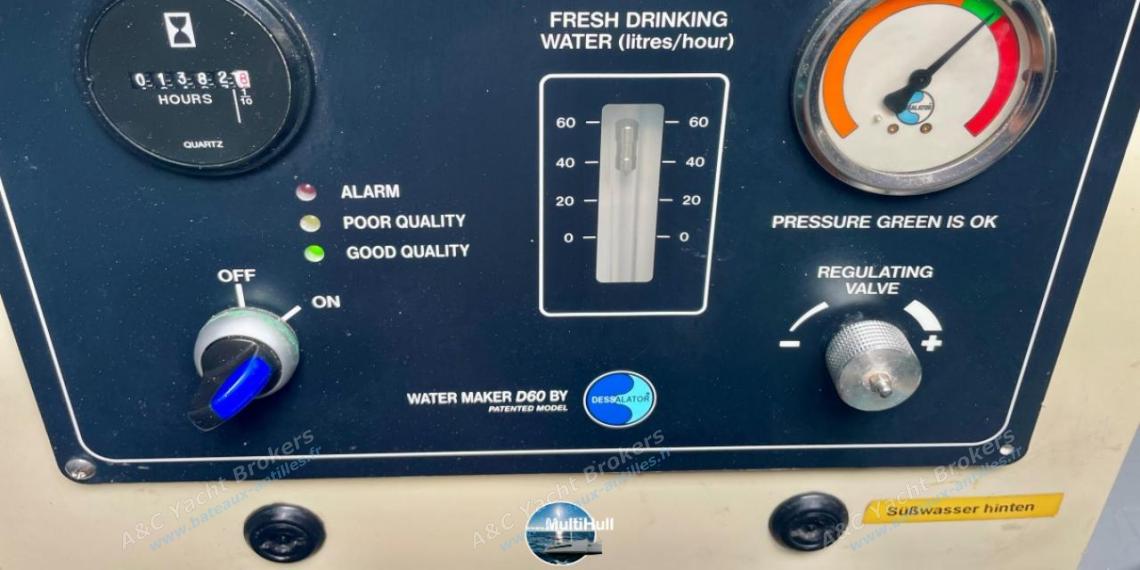 FRESH DRINKING
WATER (litres/hour)
0 1 3 8 2 8
HOURS
1/10
QUARTZ
60 60
40 40
20 20
0 0
DESSALATOR
ALARM
POOR QUALITY
GOOD QUALITY
PRESSURE GREEN IS OK
OFF
ON
REGULATING
VALVE
- +
WATER MAKER D60 BY
PATENTED MODEL
DESSALATOR®
A&C Yacht Brokers
www.bateaux-antilles.fr
A&C Yacht Brokers
www.bateaux-antilles.fr
A&C Yacht Brokers
www.bateaux-antilles.fr
MultiHull
Süßwasser hinten